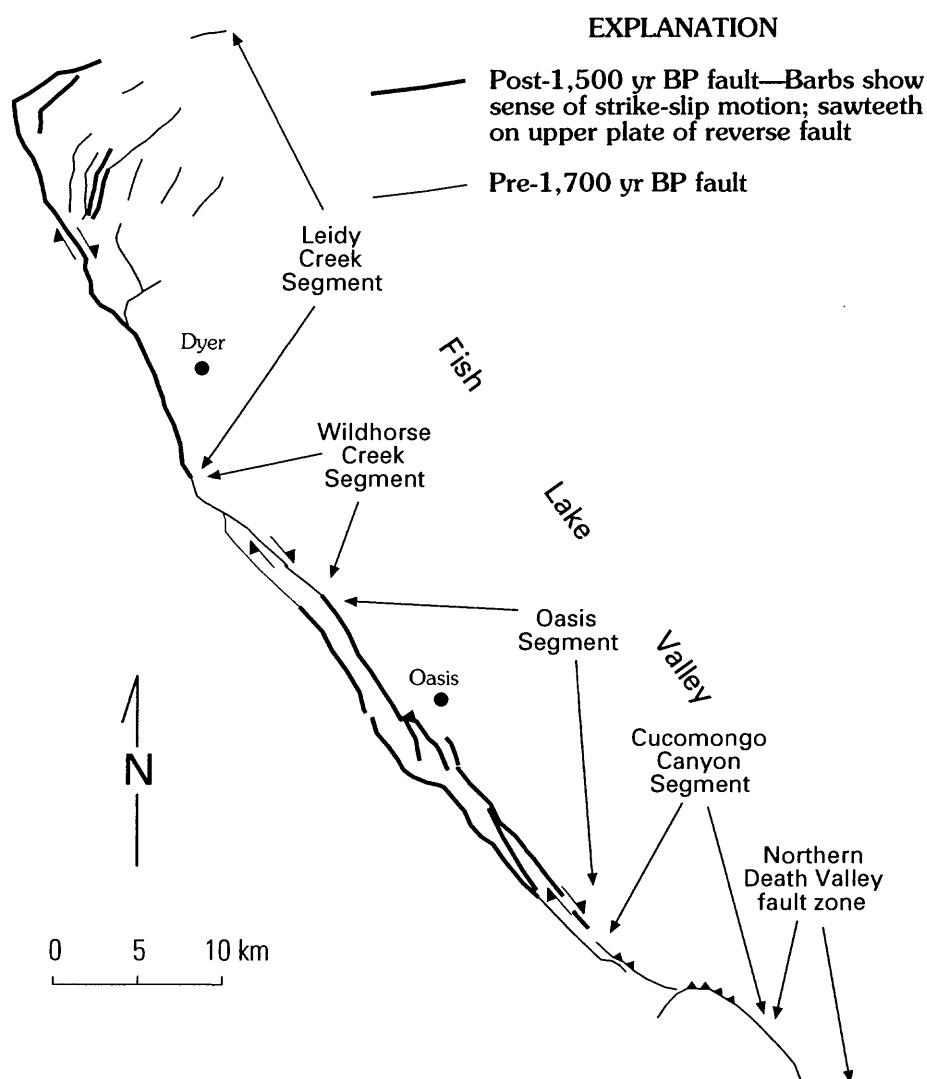 EXPLANATION
Post-1,500 yr BP fault—Barbs show
sense of strike-slip motion; sawteeth
on upper plate of reverse fault
Pre-1,700 yr BP fault
Leidy
Creek
Segment
Dyer
Fish
Wildhorse
Creek
Segment
Lake
Oasis
Segment
Valley
Oasis
Cucomongo
Canyon
Segment
N
Northern
Death Valley
fault zone
0 5 10 km